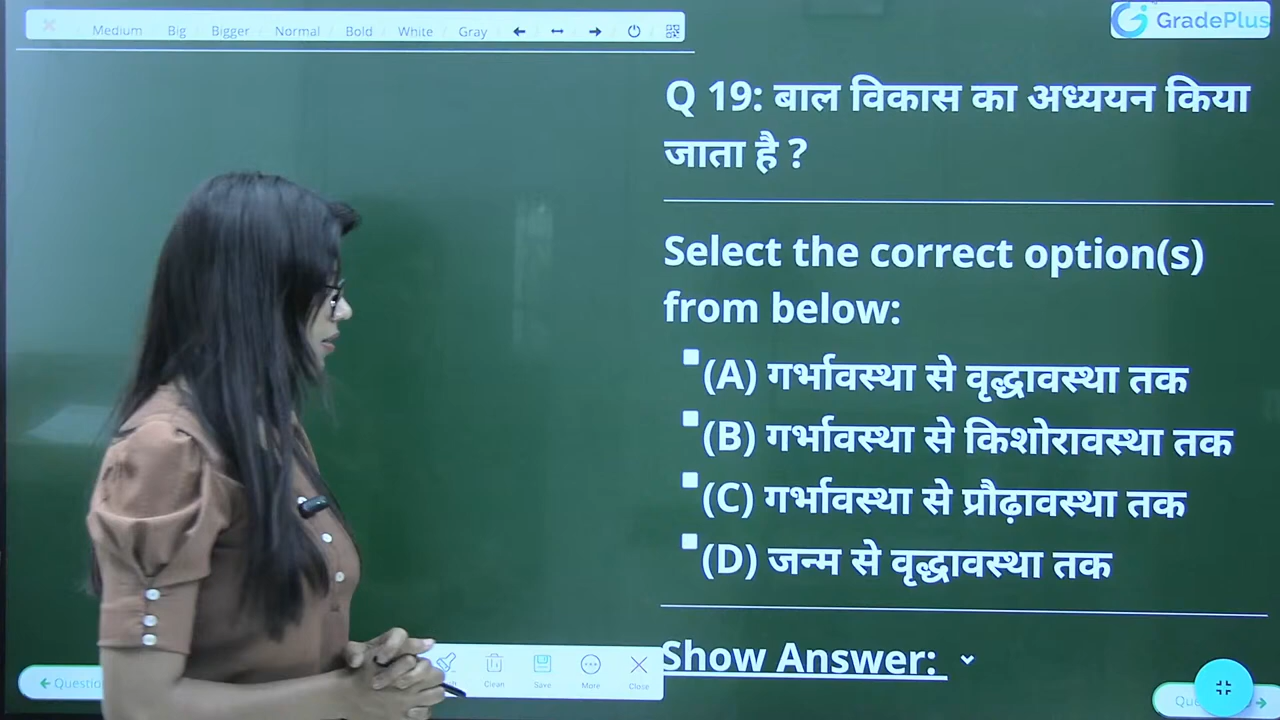 Medium Big Bigger Normal Bold White Gray
GradePlus
Q 19: बाल विकास का अध्ययन किया
जाता है ?
Select the correct option(s)
from below:
(A) गर्भावस्था से वृद्धावस्था तक
(B) गर्भावस्था से किशोरावस्था तक
(C) गर्भावस्था से प्रौढ़ावस्था तक
(D) जन्म से वृद्धावस्था तक
Show Answer:
Clean Save More Close